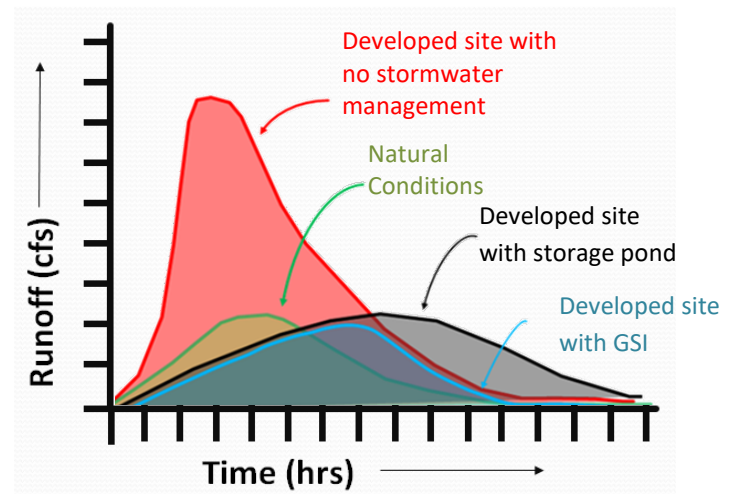 Developed site with
no stormwater
management
Natural
Conditions
Developed site
with storage pond
Developed site
with GSI
Runoff (cfs)
Time (hrs)